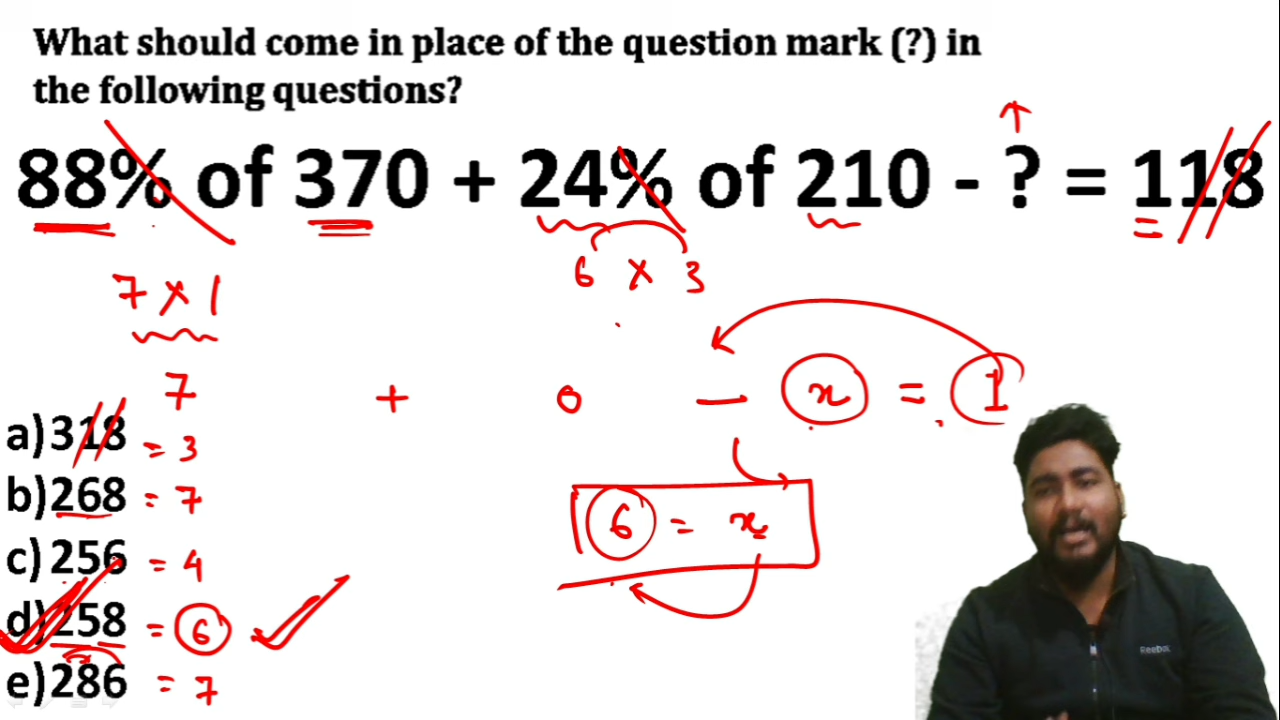 What should come in place of the question mark (?) in
the following questions?
88% of 370 + 24% of 210 - ? = 118
7 × 1
6 × 3
7 + 0 - x = 1
a)318 = 3
b)268 = 7
6 = x
c)256 = 4
d)258 = 6
e)286 = 7
Reebok